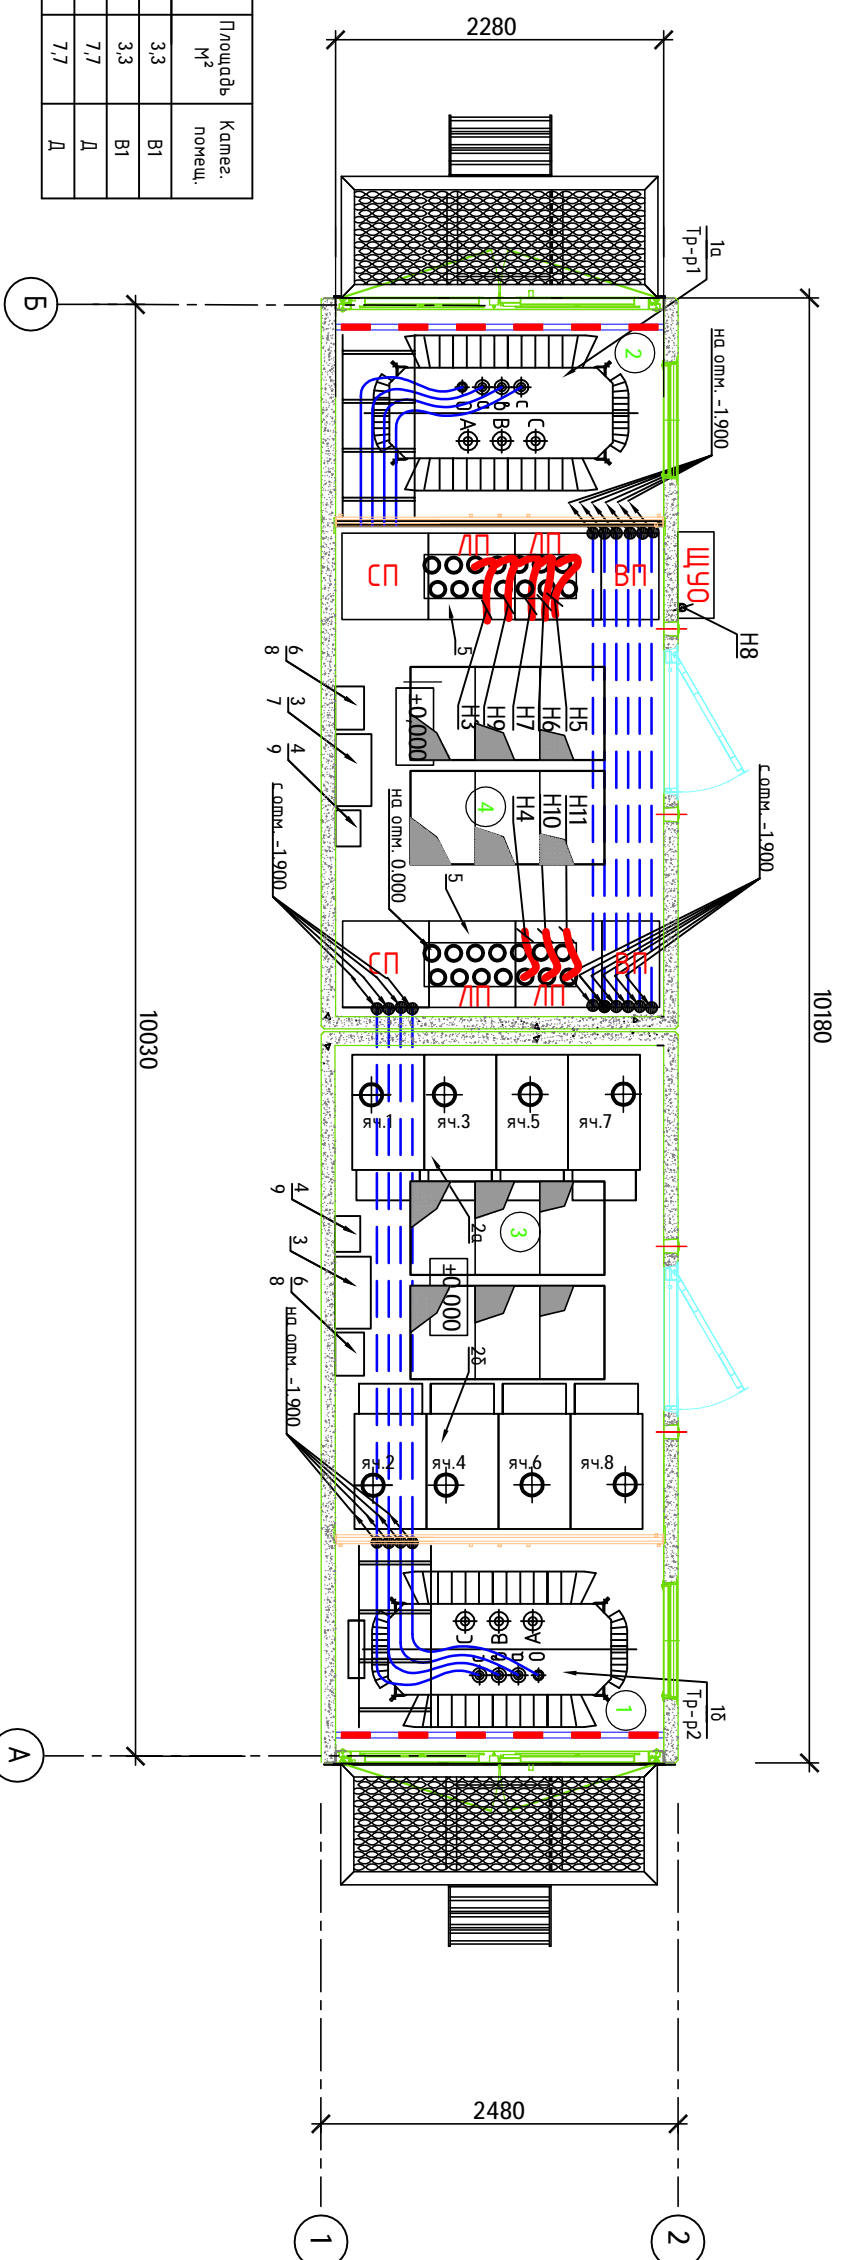 Площадь
М²
Катег.
помещ.
3,3
В1
3,3
В1
7,7
Д
7,7
Д
2280
Б
1а
Тр-р1
2
на отм. -1.900
0
а
в
с
А
В
С
СП
ЛП
ЛП
ВП
ЩУО
Н8
5
6
8
3
7
4
9
±0,000
Н3
Н9
Н7
Н6
Н5
с отм. -1.900
на отм. 0.000
4
Н4
Н10
Н11
с отм. -1.900
5
СП
ЛП
ЛП
ВП
10180
10030
яч.1
яч.3
яч.5
яч.7
4
9
3
6
8
2а
3
±0,000
2б
на отм. -1.900
яч.2
яч.4
яч.6
яч.8
С
В
А
с
в
а
0
1
1б
Тр-р2
А
2480
1
2